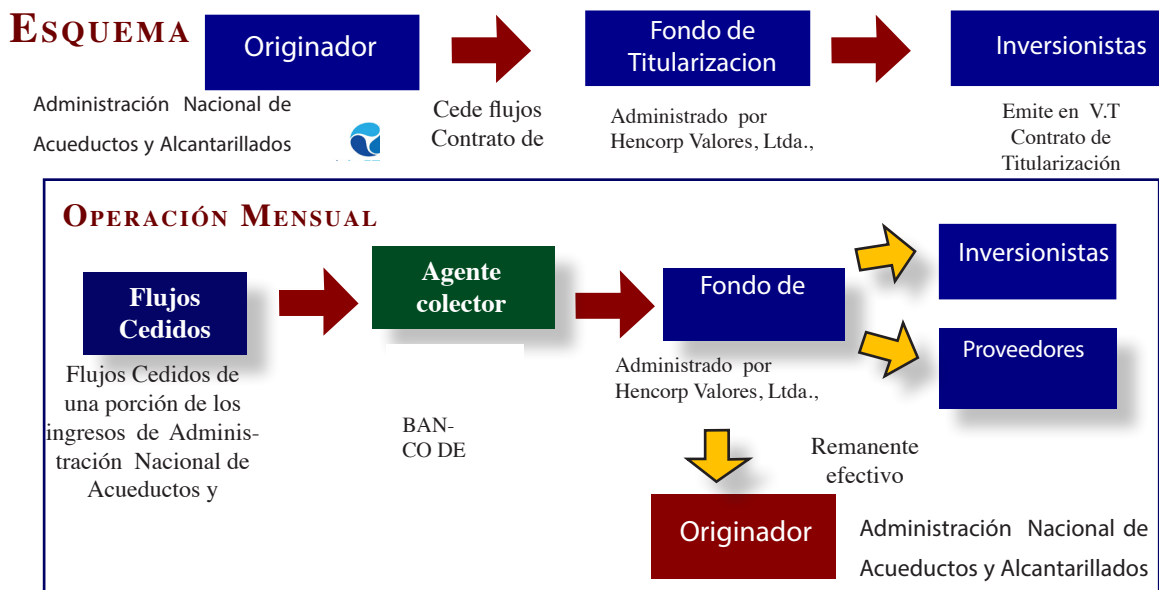 ESQUEMA
Originador
Administración Nacional de
Acueductos y Alcantarillados
Cede flujos
Contrato de
Fondo de
Titularizacion
Administrado por
Hencorp Valores, Ltda.,
Inversionistas
Emite en V.T
Contrato de
Titularización
OPERACIÓN MENSUAL
Flujos
Cedidos
Flujos Cedidos de
una porción de los
ingresos de Adminis-
tración Nacional de
Acueductos y
Agente
colector
BAN-
CO DE
Fondo de
Administrado por
Hencorp Valores, Ltda.,
Inversionistas
Proveedores
Remanente
efectivo
Originador
Administración Nacional de
Acueductos y Alcantarillados